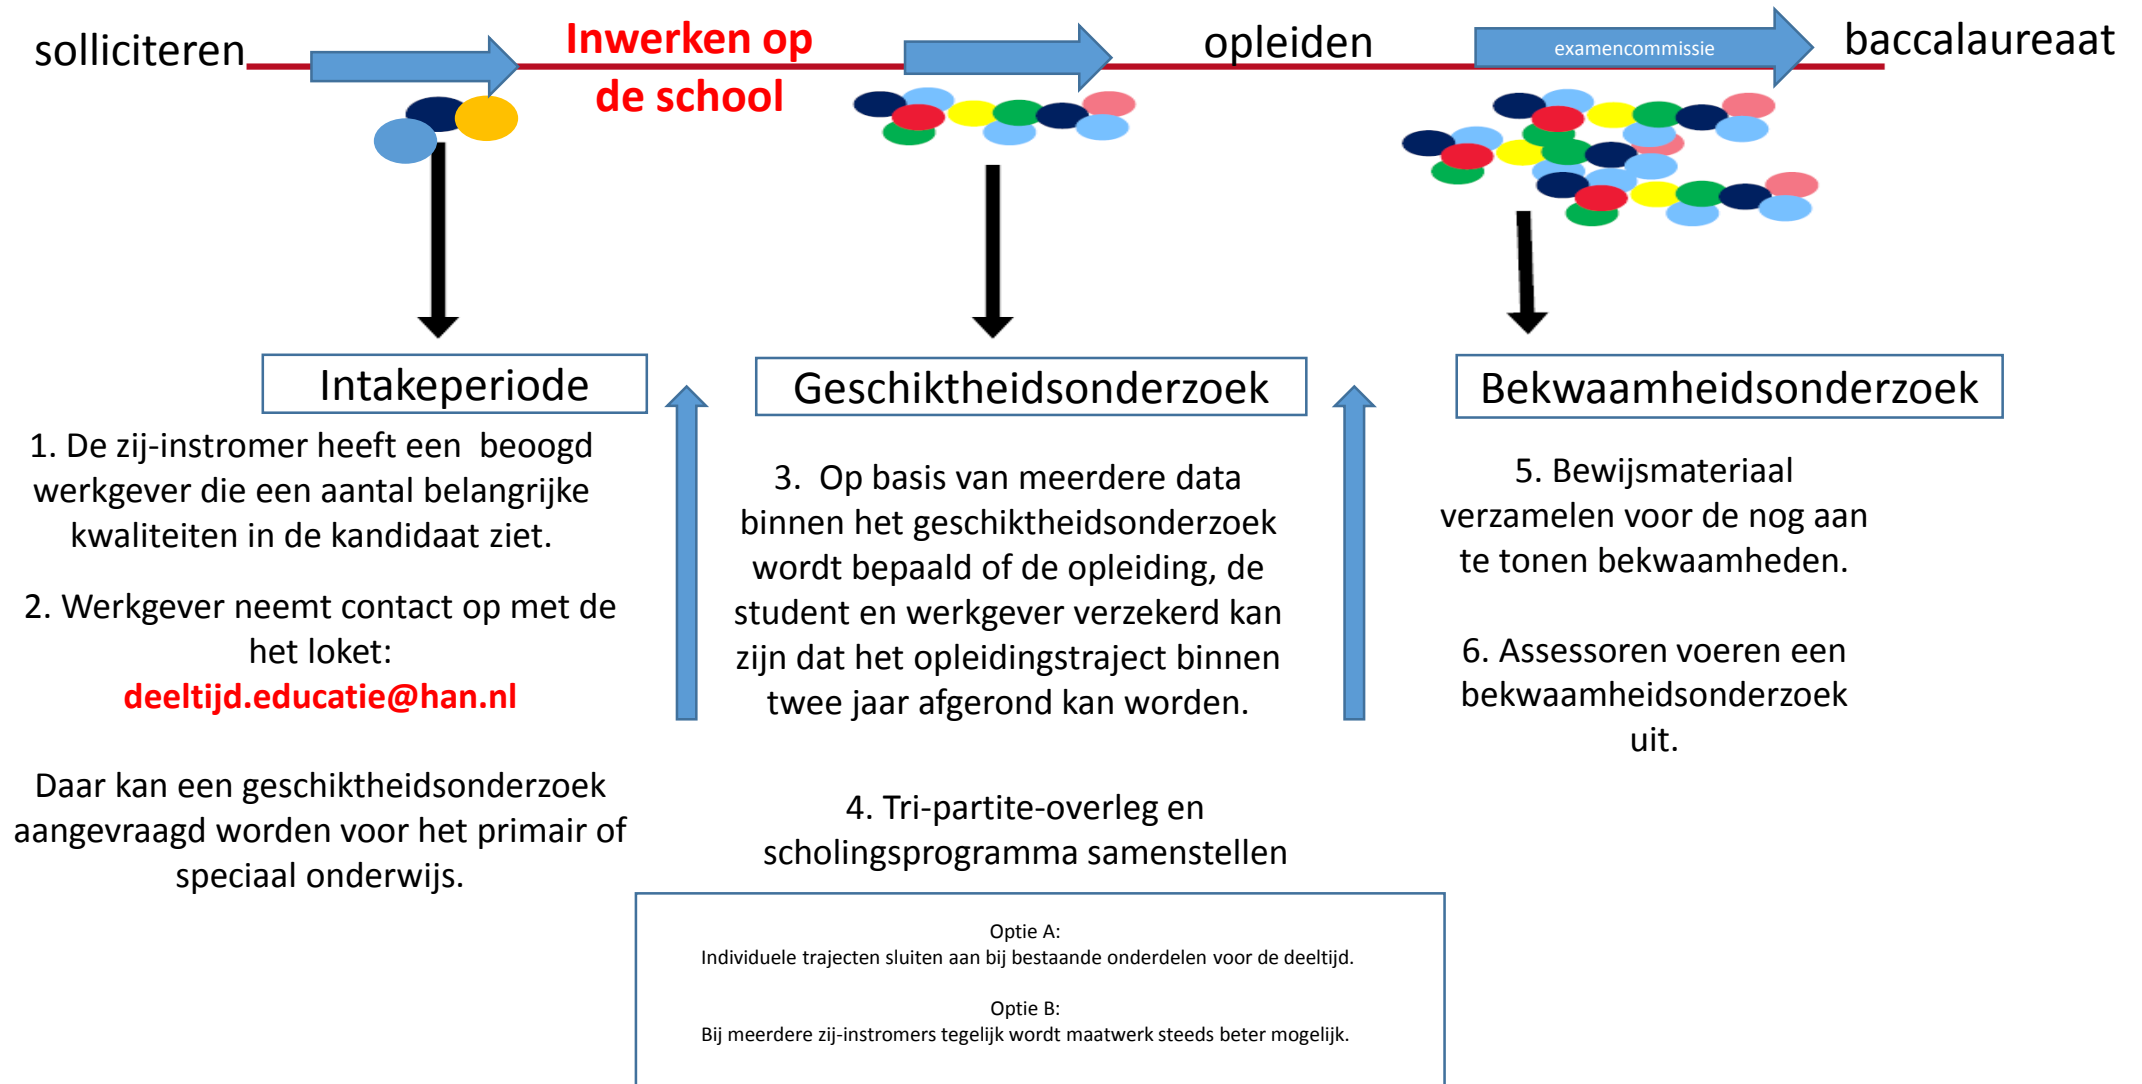 solliciteren
Inwerken op
de school
opleiden
examencommissie
baccalaureaat
Intakeperiode
1. De zij-instromer heeft een beoogd
werkgever die een aantal belangrijke
kwaliteiten in de kandidaat ziet.
2. Werkgever neemt contact op met de
het loket:
deeltijd.educatie@han.nl
Daar kan een geschiktheidsonderzoek
aangevraagd worden voor het primair of
speciaal onderwijs.
Geschiktheidsonderzoek
3. Op basis van meerdere data
binnen het geschiktheidsonderzoek
wordt bepaald of de opleiding, de
student en werkgever verzekerd kan
zijn dat het opleidingstraject binnen
twee jaar afgerond kan worden.
4. Tri-partite-overleg en
scholingsprogramma samenstellen
Optie A:
Individuele trajecten sluiten aan bij bestaande onderdelen voor de deeltijd.
Optie B:
Bij meerdere zij-instromers tegelijk wordt maatwerk steeds beter mogelijk.
Bekwaamheidsonderzoek
5. Bewijsmateriaal
verzamelen voor de nog aan
te tonen bekwaamheden.
6. Assessoren voeren een
bekwaamheidsonderzoek
uit.